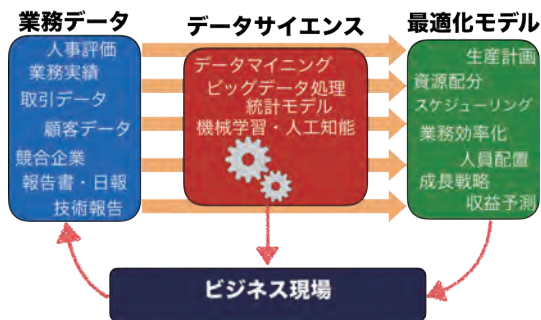 業務データ
人事評価
業務実績
取引データ
顧客データ
競合企業
報告書・日報
技術報告
データサイエンス
データマイニング
ビッグデータ処理
統計モデル
機械学習・人工知能
最適化モデル
生産計画
資源配分
スケジューリング
業務効率化
人員配置
成長戦略
収益予測
ビジネス現場